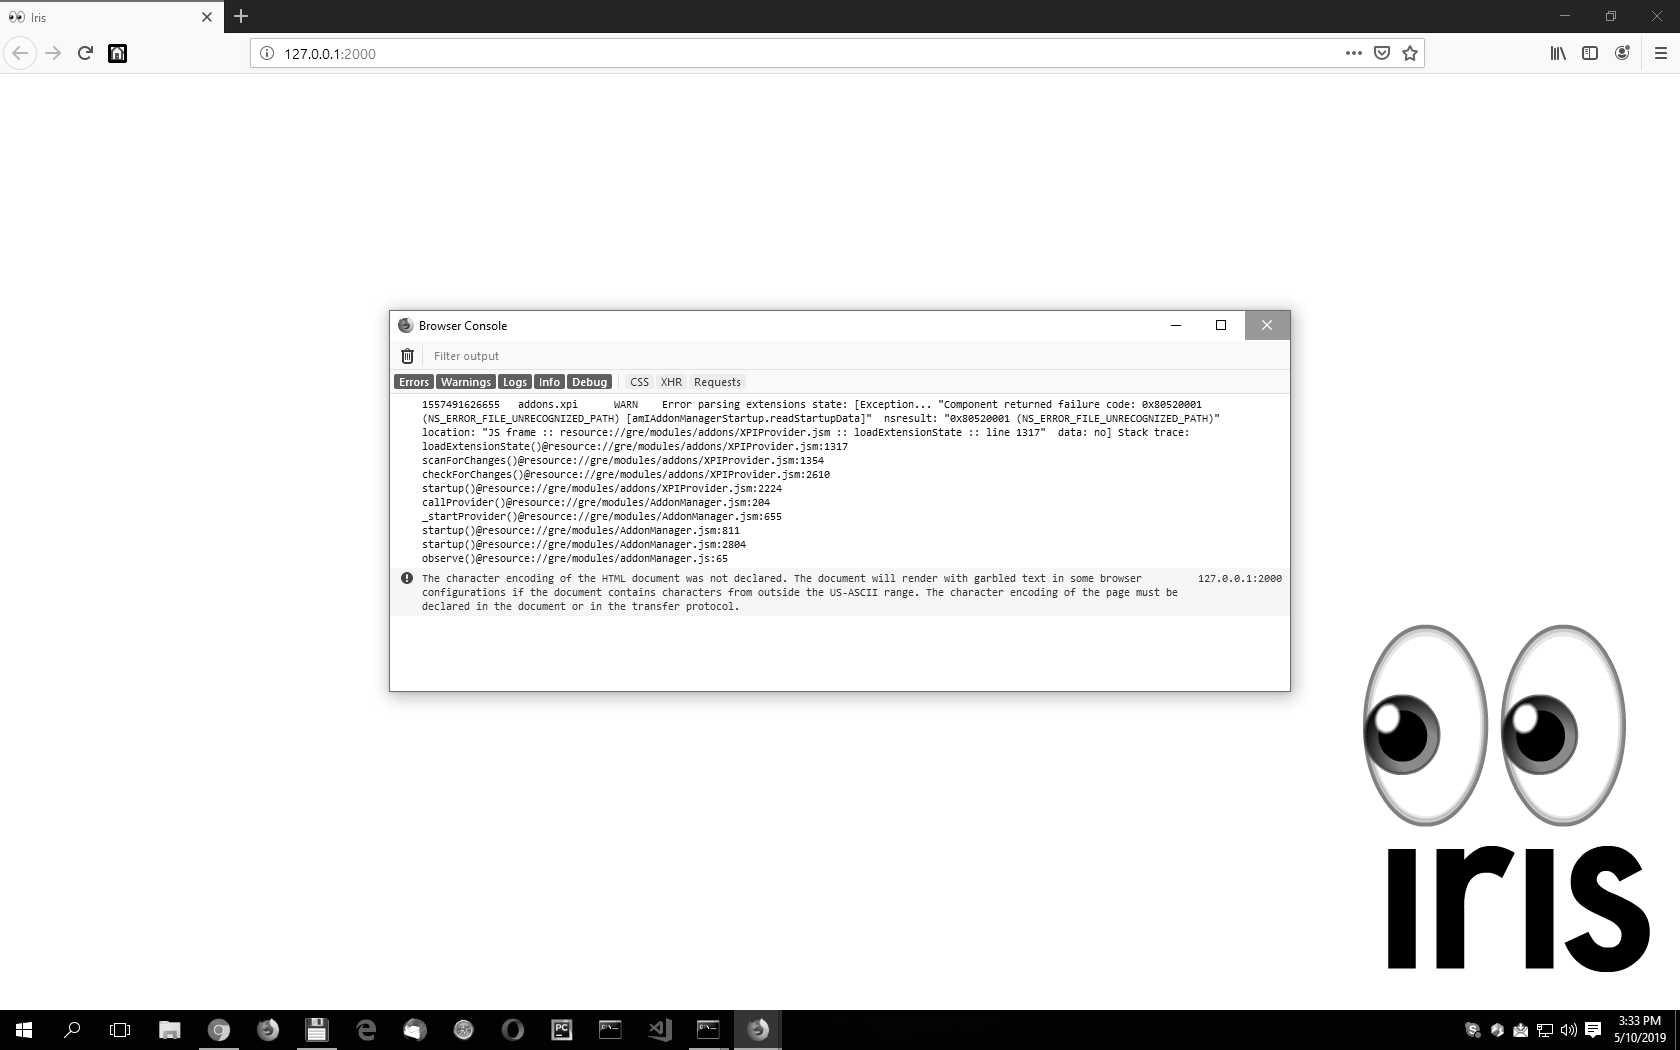 Iris
127.0.0.1:2000
Browser Console
Filter output
Errors Warnings Logs Info Debug CSS XHR Requests
1557491626655 addons.xpi WARN Error parsing extensions state: [Exception... "Component returned failure code: 0x80520001
(NS_ERROR_FILE_UNRECOGNIZED_PATH) [amIAddonManagerStartup.readStartupData]" nsresult: "0x80520001 (NS_ERROR_FILE_UNRECOGNIZED_PATH)"
location: "JS frame :: resource://gre/modules/addons/XPIProvider.jsm :: loadExtensionState :: line 1317" data: no] Stack trace:
loadExtensionState()@resource://gre/modules/addons/XPIProvider.jsm:1317
scanForChanges()@resource://gre/modules/addons/XPIProvider.jsm:1354
checkForChanges()@resource://gre/modules/addons/XPIProvider.jsm:2610
startup()@resource://gre/modules/addons/XPIProvider.jsm:2224
callProvider()@resource://gre/modules/AddonManager.jsm:204
_startProvider()@resource://gre/modules/AddonManager.jsm:655
startup()@resource://gre/modules/AddonManager.jsm:811
startup()@resource://gre/modules/AddonManager.jsm:2804
observe()@resource://gre/modules/addonManager.js:65
The character encoding of the HTML document was not declared. The document will render with garbled text in some browser 127.0.0.1:2000
configurations if the document contains characters from outside the US-ASCII range. The character encoding of the page must be
declared in the document or in the transfer protocol.
iris
PC
3:33 PM
5/10/2019